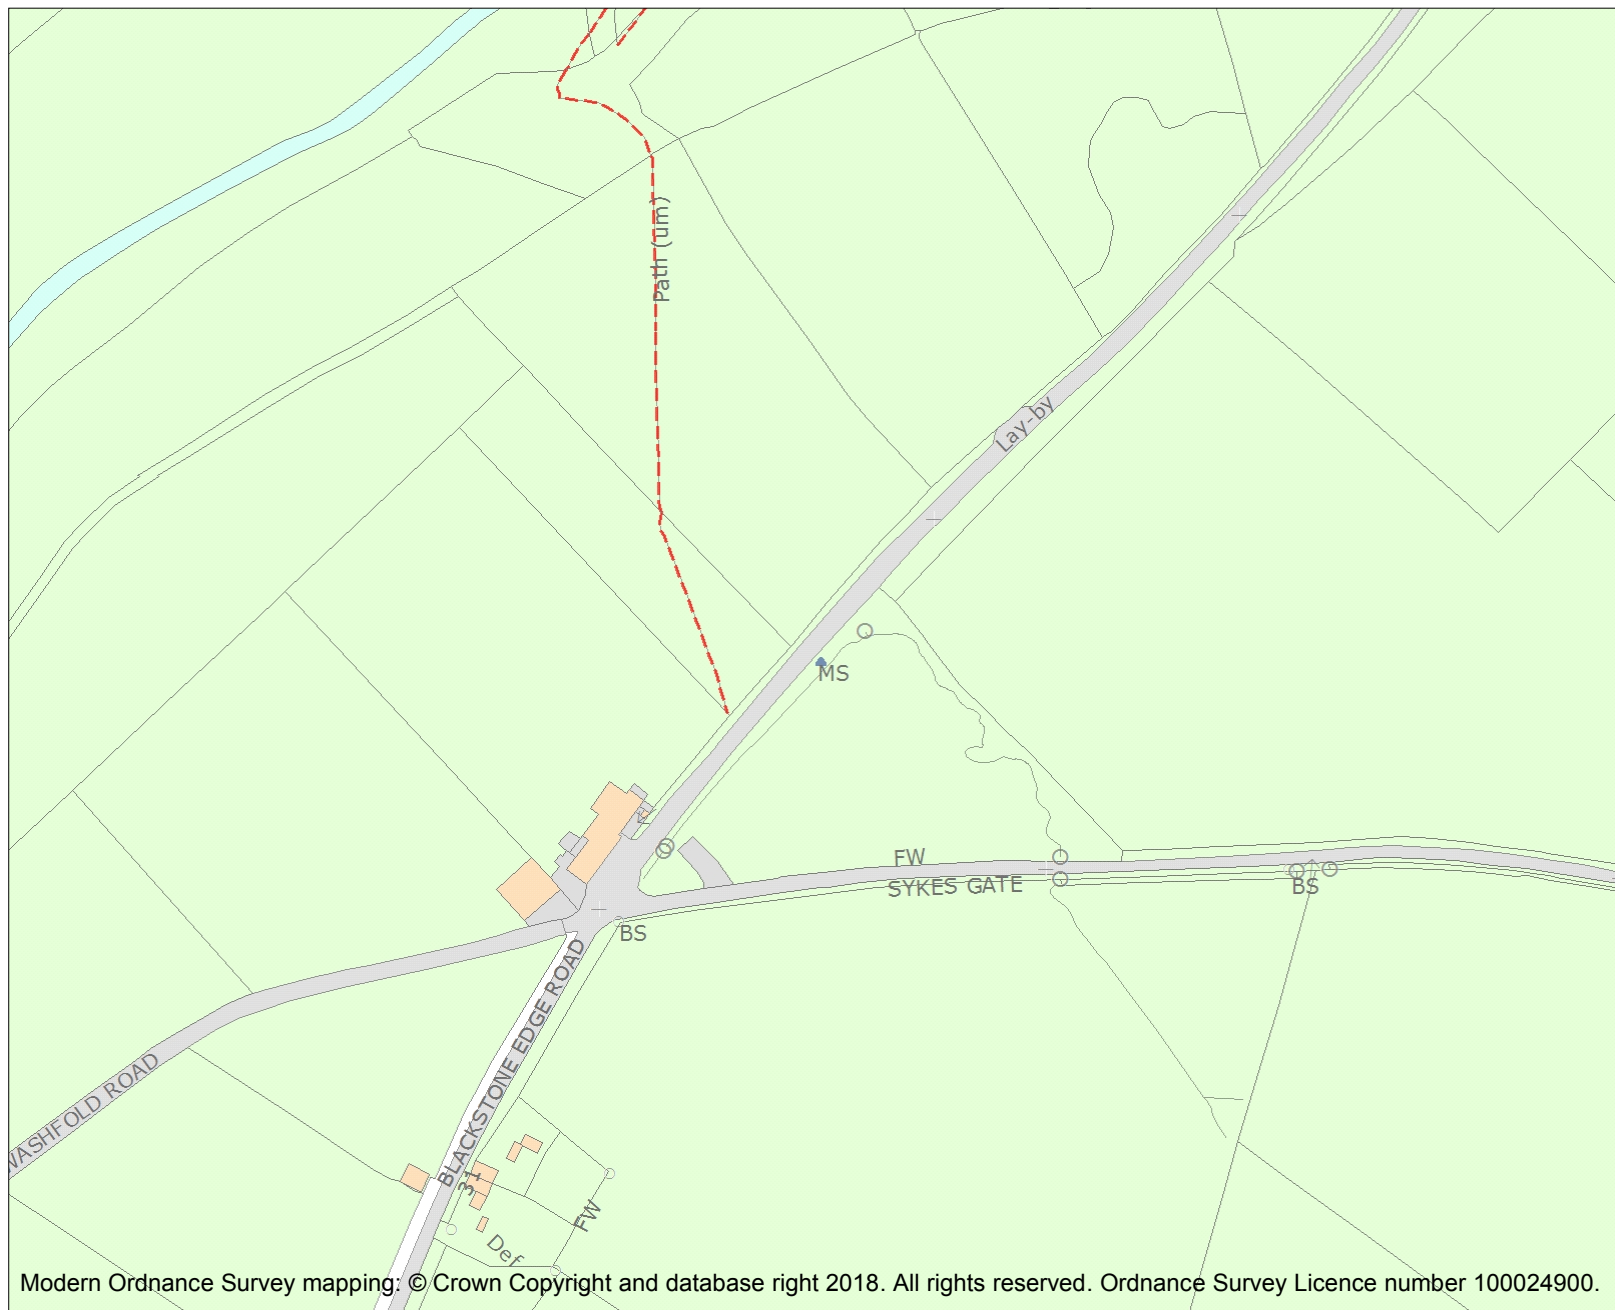 Path (um)
Lay-by
MS
FW
SYKES GATE
BS
BS
BLACKSTONE EDGE ROAD
WASHFOLD ROAD
31
FW
Def
Modern Ordnance Survey mapping: © Crown Copyright and database right 2018. All rights reserved. Ordnance Survey Licence number 100024900.